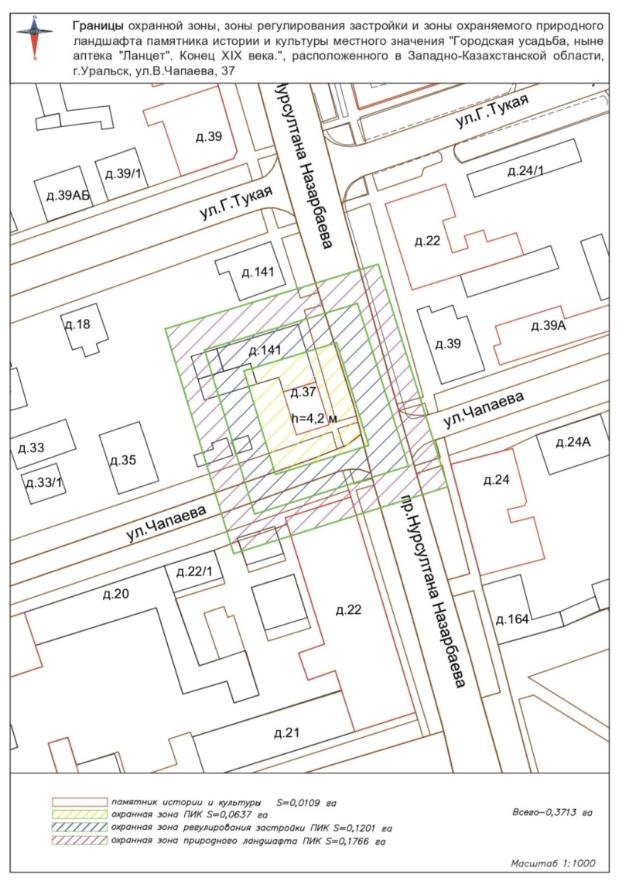 Границы охранной зоны, зоны регулирования застройки и зоны охраняемого природного
ландшафта памятника истории и культуры местного значения "Городская усадьба, ныне
аптека "Ланцет". Конец XIX века.", расположенного в Западно-Казахстанской области,
г.Уральск, ул.В.Чапаева, 37
Нурсултана Назарбаева
ул.Г.Тукая
д.39
д.39/1
д.39АБ
ул.Г.Тукая
д.24/1
д.22
д.141
д.18
д.141
д.39
д.39А
д.37
h=4,2 м
ул.Чапаева
д.33
д.35
д.33/1
д.24А
д.24
ул.Чапаева
пр.Нурсултана Назарбаева
д.22/1
д.20
д.22
д.164
д.21
памятник истории и культуры S=0,0109 га
охранная зона ПИК S=0,0637 га
охранная зона регулирования застройки ПИК S=0,1201 га
охранная зона природного ландшафта ПИК S=0,1766 га
Всего-0,3713 га
Масштаб 1:1000